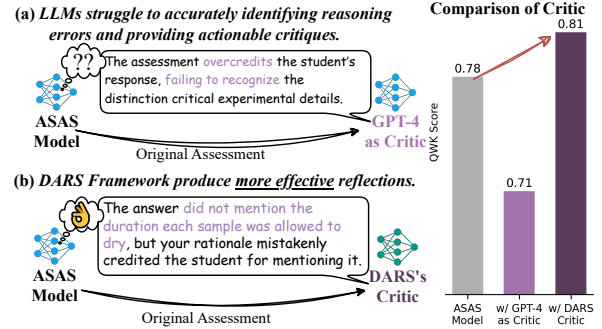 (a) LLMs struggle to accurately identifying reasoning
errors and providing actionable critiques.
??
The assessment overcredits the student's
response, failing to recognize the
distinction critical experimental details.
ASAS
Model
GPT-4
as Critic
Original Assessment
(b) DARS Framework produce more effective reflections.
The answer did not mention the
duration each sample was allowed to
dry, but your rationale mistakenly
credited the student for mentioning it.
ASAS
Model
DARS's
Critic
Original Assessment
Comparison of Critic
QWK Score
0.78
0.71
0.81
ASAS
Model
w/ GPT-4
as Critic
w/ DARS
Critic